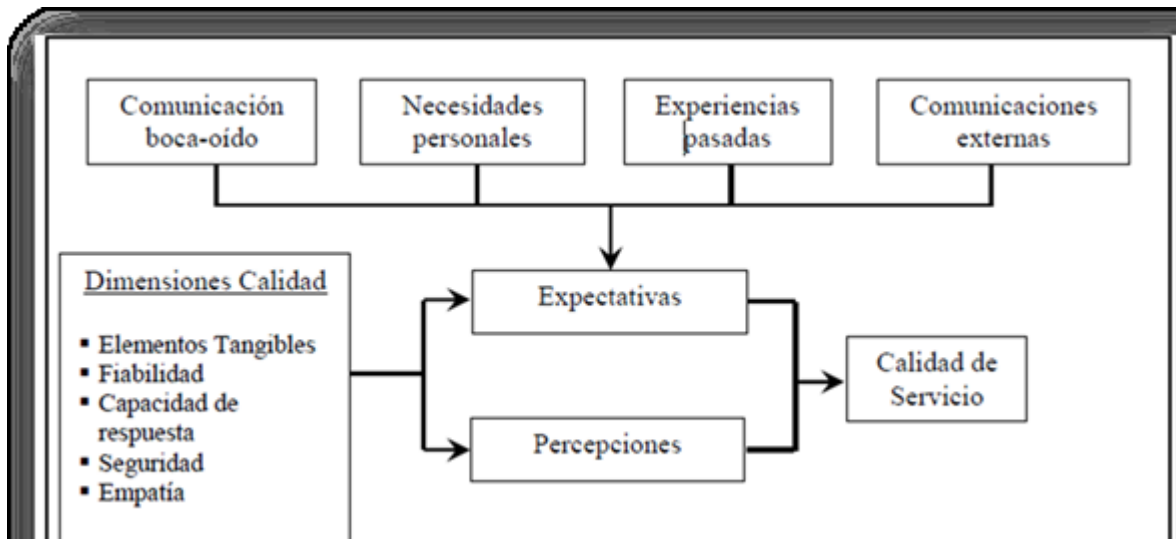 Comunicación
boca-oído
Necesidades
personales
Experiencias
pasadas
Comunicaciones
externas
Dimensiones Calidad
▪ Elementos Tangibles
▪ Fiabilidad
▪ Capacidad de
respuesta
▪ Seguridad
▪ Empatía
Expectativas
Percepciones
Calidad de
Servicio